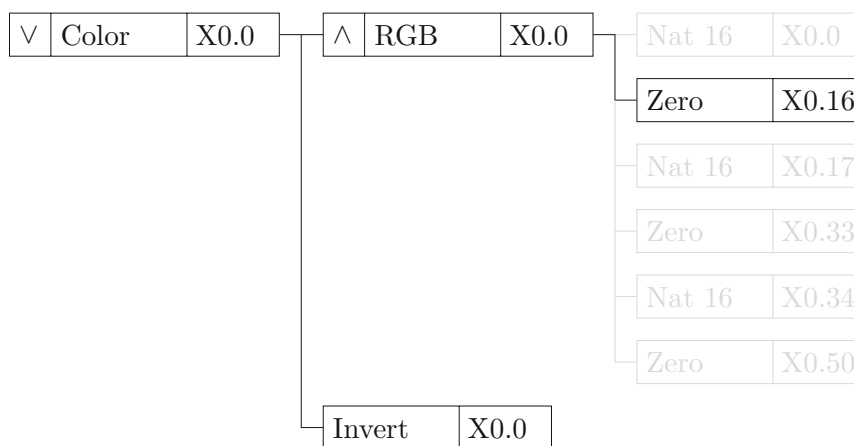 ∨ Color X0.0 ∧ RGB X0.0 Nat 16 X0.0
Zero X0.16
Nat 16 X0.17
Zero X0.33
Nat 16 X0.34
Zero X0.50
Invert X0.0